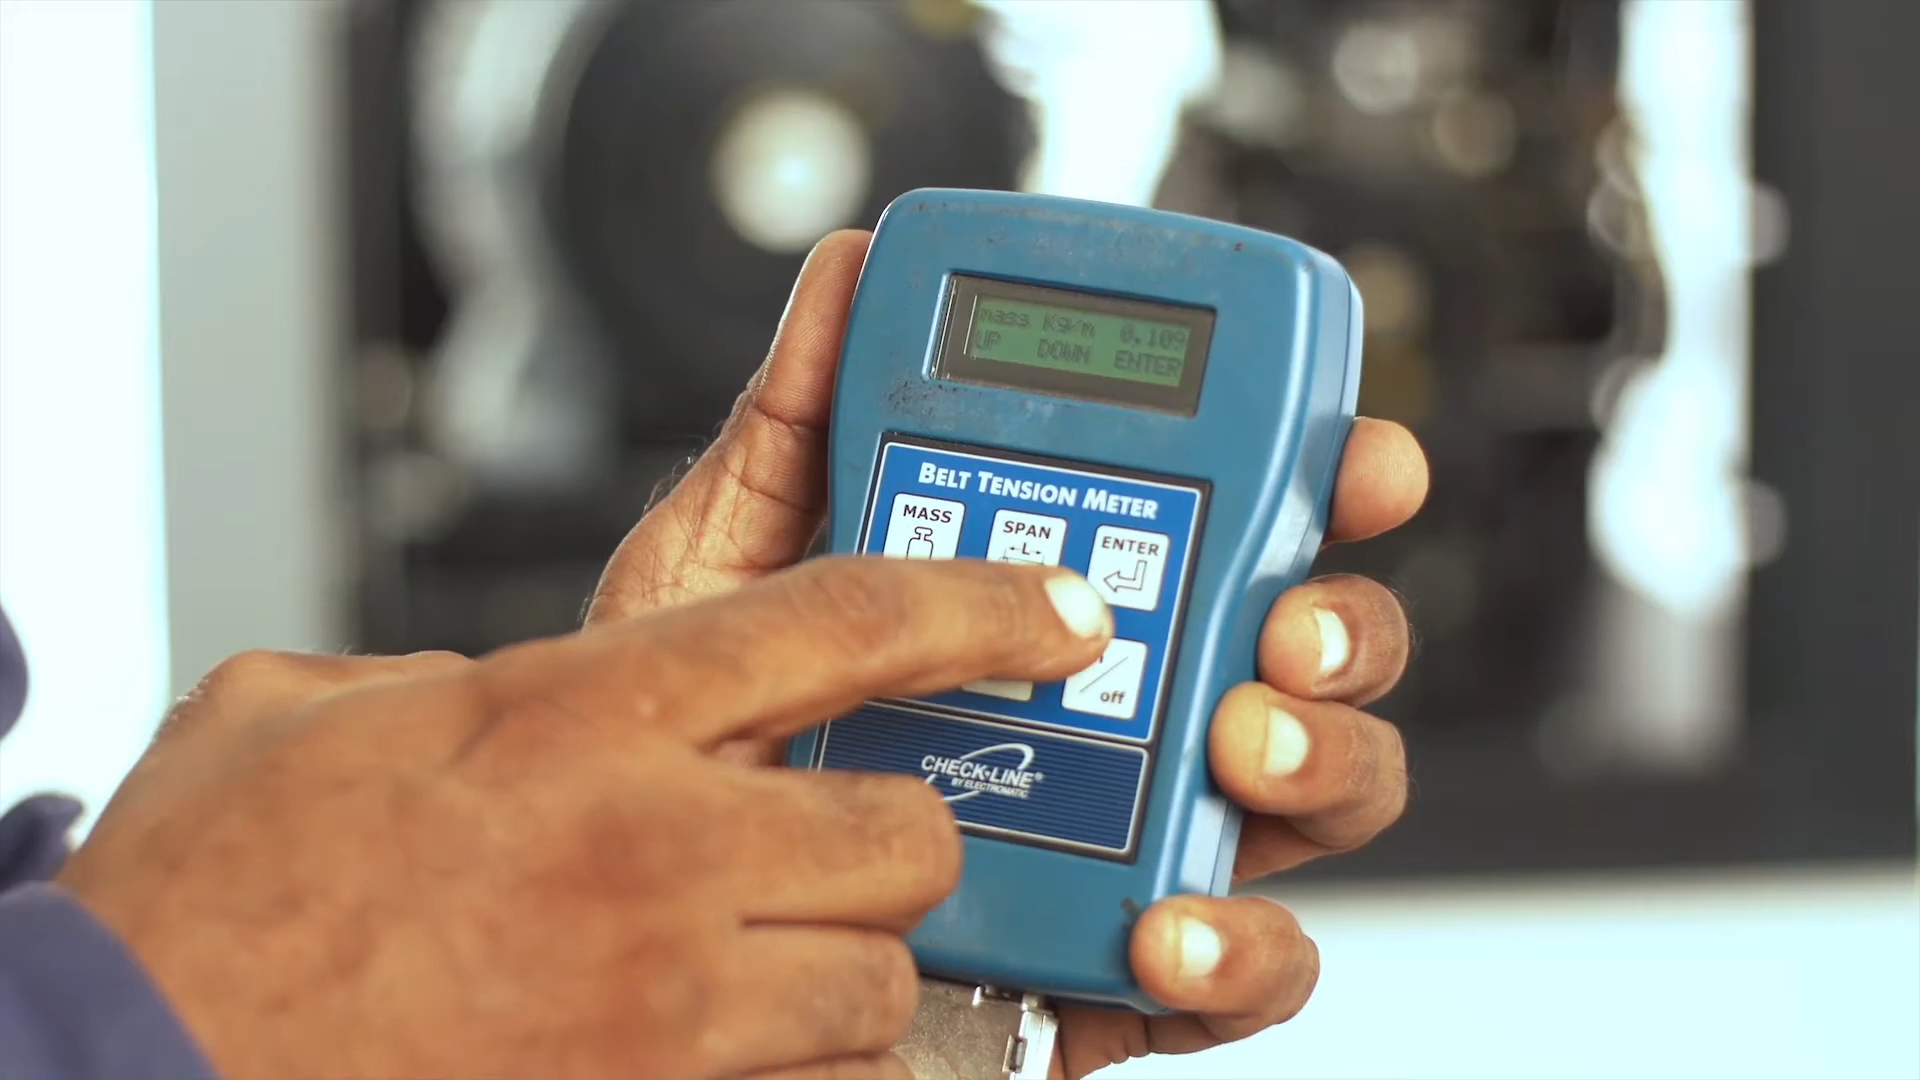 mass Kg/m 0.109
UP DOWN ENTER
BELT TENSION METER
MASS SPAN ENTER
L
off
CHECK•LINE®
BY ELECTROMATIC